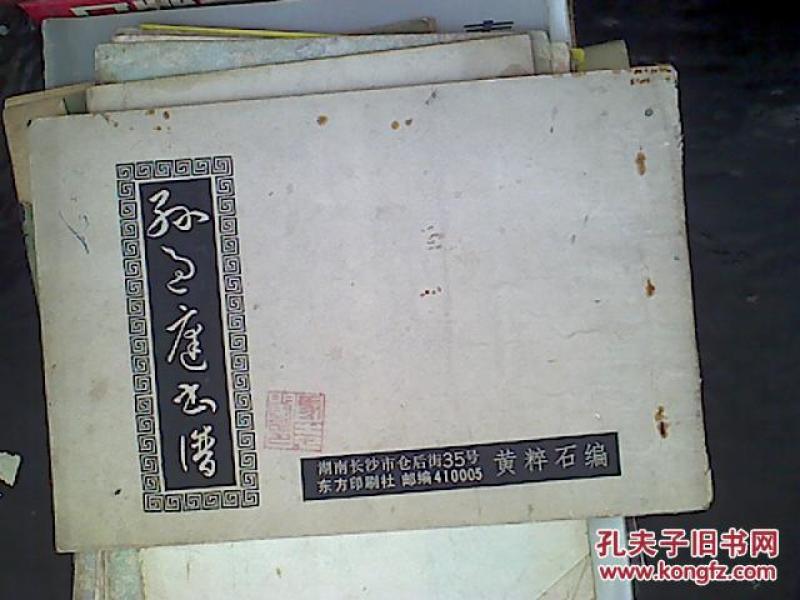 孙过庭书谱
湖南长沙市仓后街35号
东方印刷社 邮编410005
黄粹石编
孔夫子旧书网
www.kongfz.com